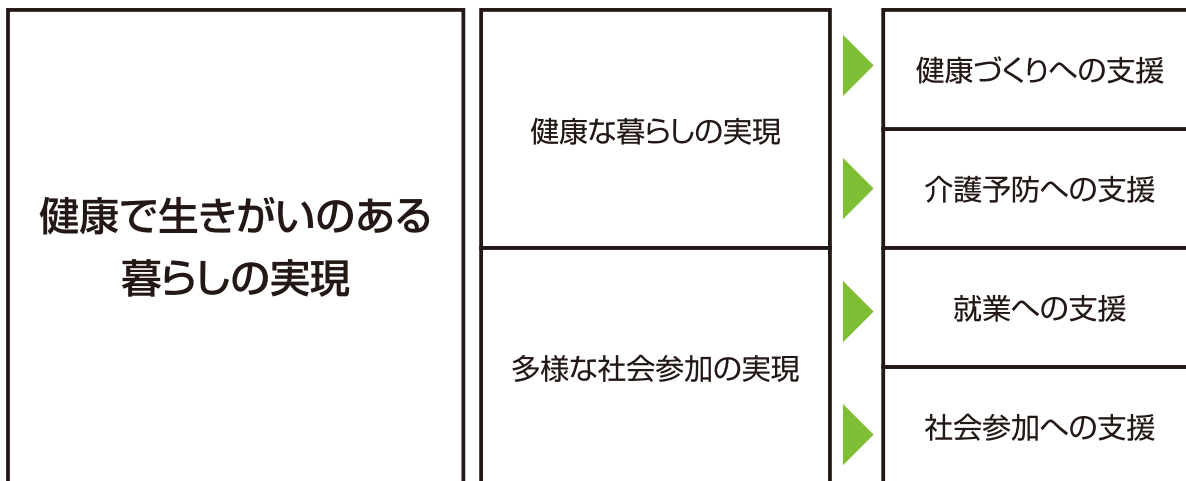 健康で生きがいのある
暮らしの実現
健康な暮らしの実現
多様な社会参加の実現
健康づくりへの支援
介護予防への支援
就業への支援
社会参加への支援